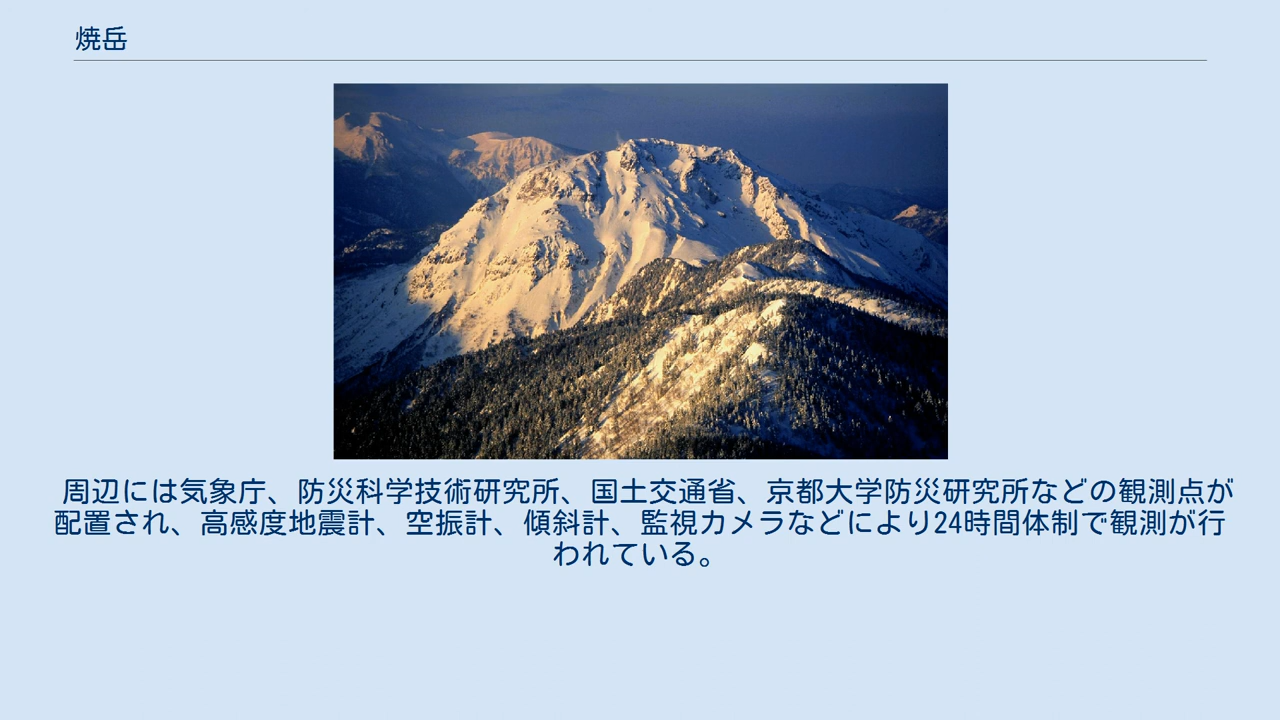 焼岳
周辺には気象庁、防災科学技術研究所、国土交通省、京都大学防災研究所などの観測点が
配置され、高感度地震計、空振計、傾斜計、監視カメラなどにより24時間体制で観測が行
われている。